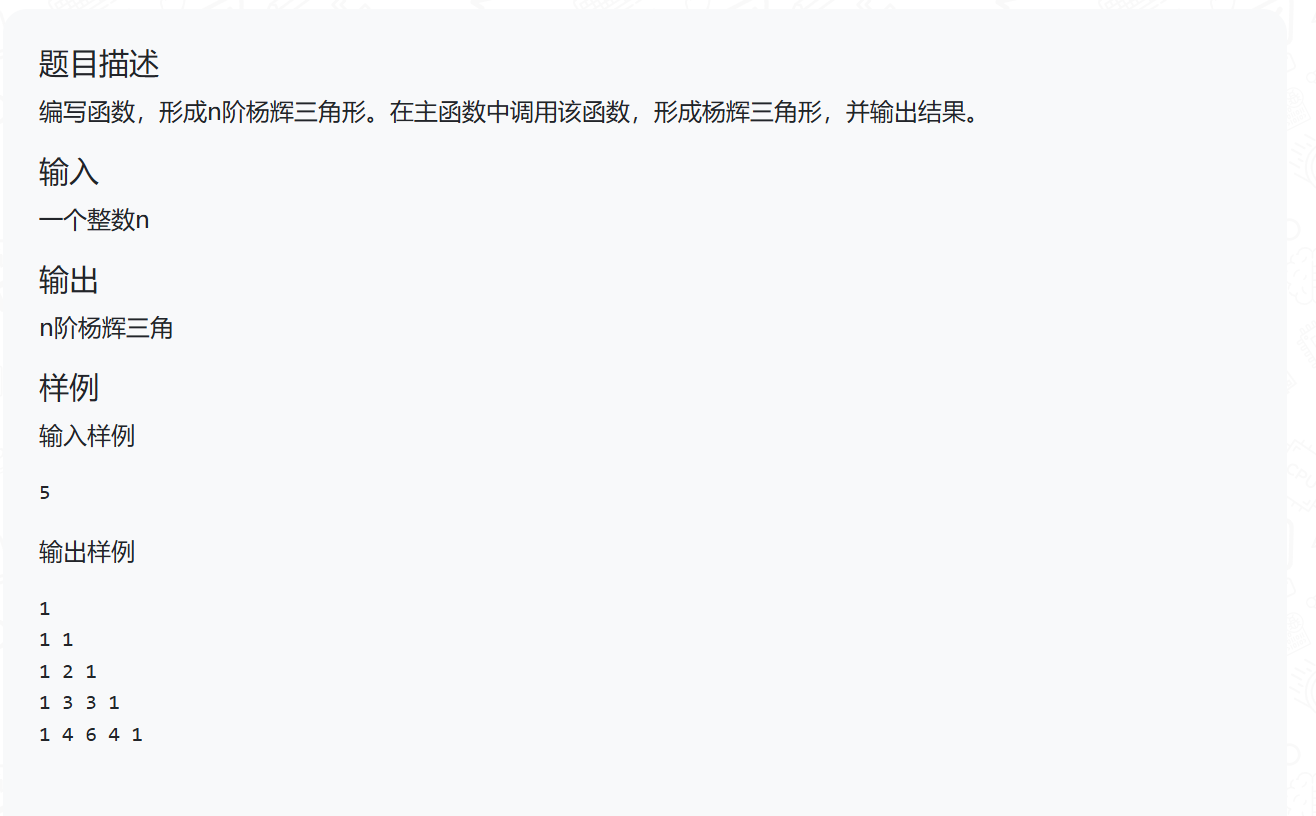 题目描述
编写函数，形成n阶杨辉三角形。在主函数中调用该函数，形成杨辉三角形，并输出结果。
输入
一个整数n
输出
n阶杨辉三角
样例
输入样例
5
输出样例
1
1 1
1 2 1
1 3 3 1
1 4 6 4 1